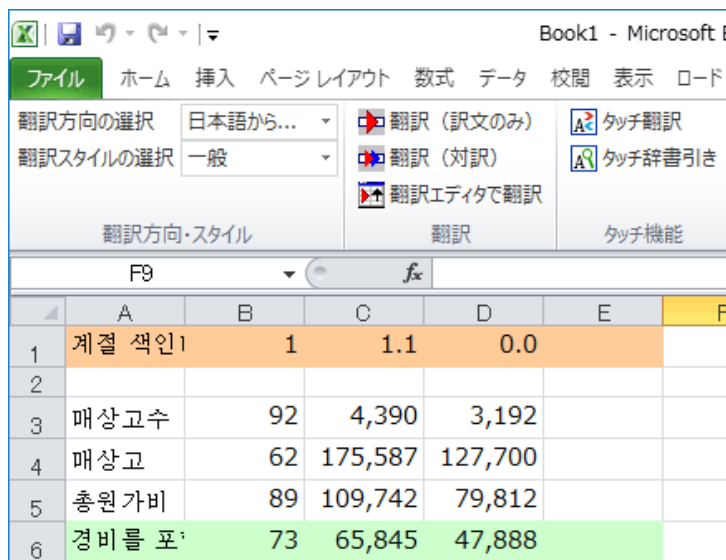 Book1 - Microsoft
ファイル ホーム 挿入 ページ レイアウト 数式 データ 校閲 表示 ロード
翻訳方向の選択 日本語から... 翻訳（訳文のみ） タッチ翻訳
翻訳スタイルの選択 一般 翻訳（対訳） タッチ辞書引き
翻訳エディタで翻訳
翻訳方向・スタイル 翻訳 タッチ機能
F9 fx
A B C D E F
1 계절 색인 1 1.1 0.0
2
3 매상고수 92 4,390 3,192
4 매상고 62 175,587 127,700
5 총원가비 89 109,742 79,812
6 경비를 73 65,845 47,888